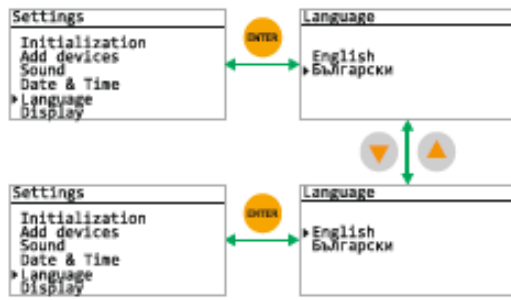 Settings
Initialization
Add devices
Sound
Date & Time
Language
Display
ENTER
Language
English
Български
Settings
Initialization
Add devices
Sound
Date & Time
Language
Display
ENTER
Language
English
Български